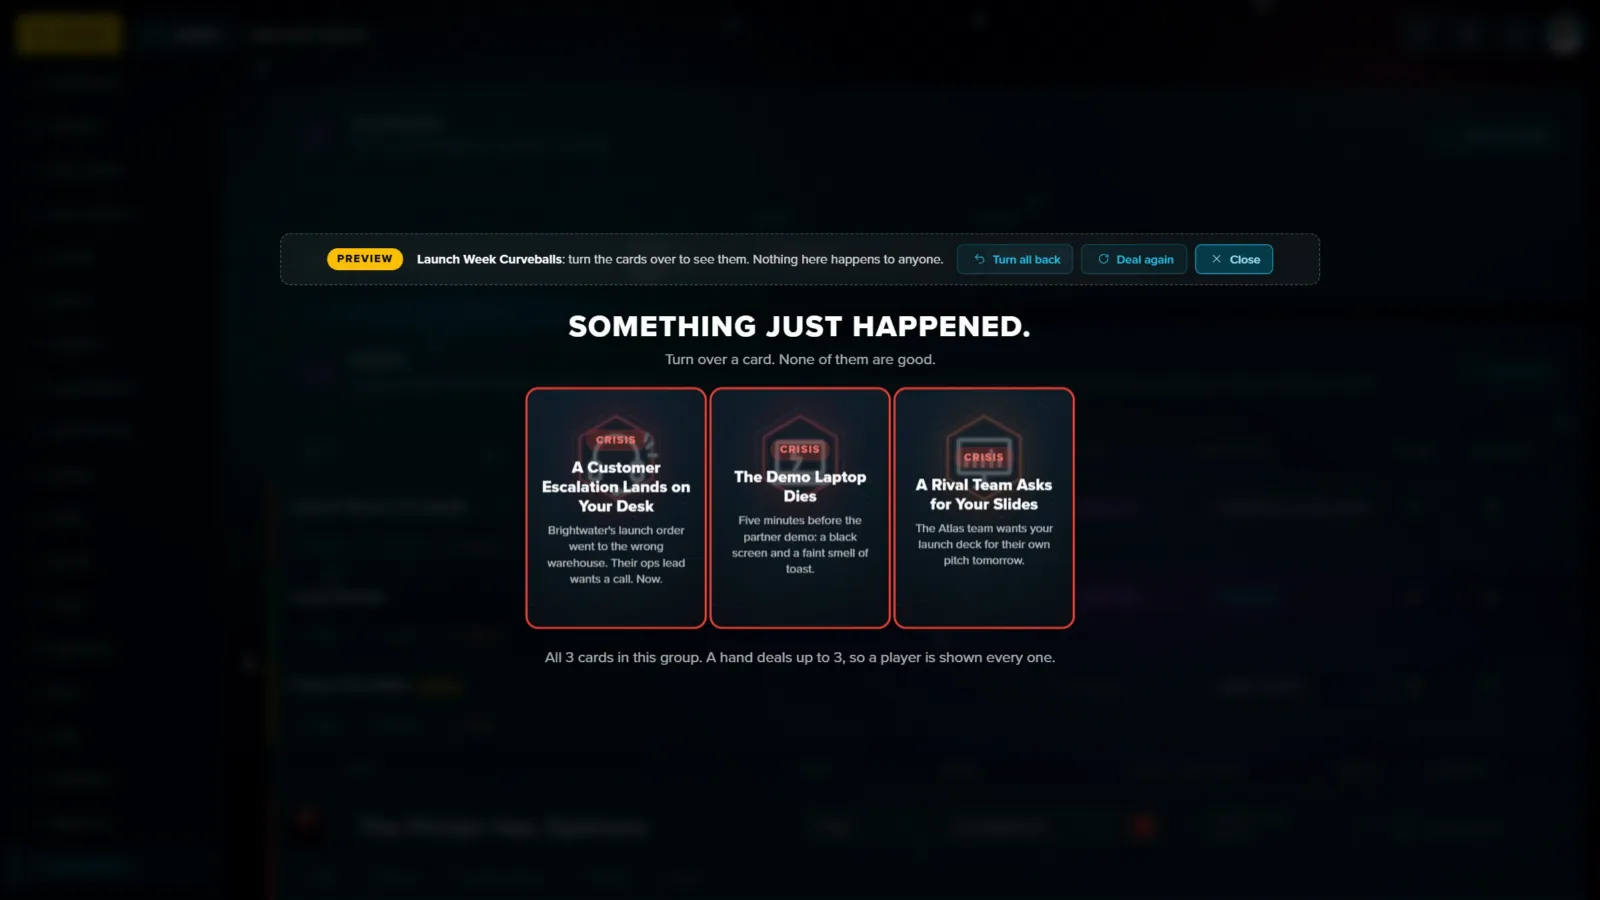 PREVIEW
Launch Week Curveballs: turn the cards over to see them. Nothing here happens to anyone.
Turn all back
Deal again
Close
SOMETHING JUST HAPPENED.
Turn over a card. None of them are good.
CRISIS
A Customer
Escalation Lands on
Your Desk
Brightwater's launch order
went to the wrong
warehouse. Their ops lead
wants a call. Now.
CRISIS
The Demo Laptop
Dies
Five minutes before the
partner demo: a black
screen and a faint smell of
toast.
CRISIS
A Rival Team Asks
for Your Slides
The Atlas team wants your
launch deck for their own
pitch tomorrow.
All 3 cards in this group. A hand deals up to 3, so a player is shown every one.